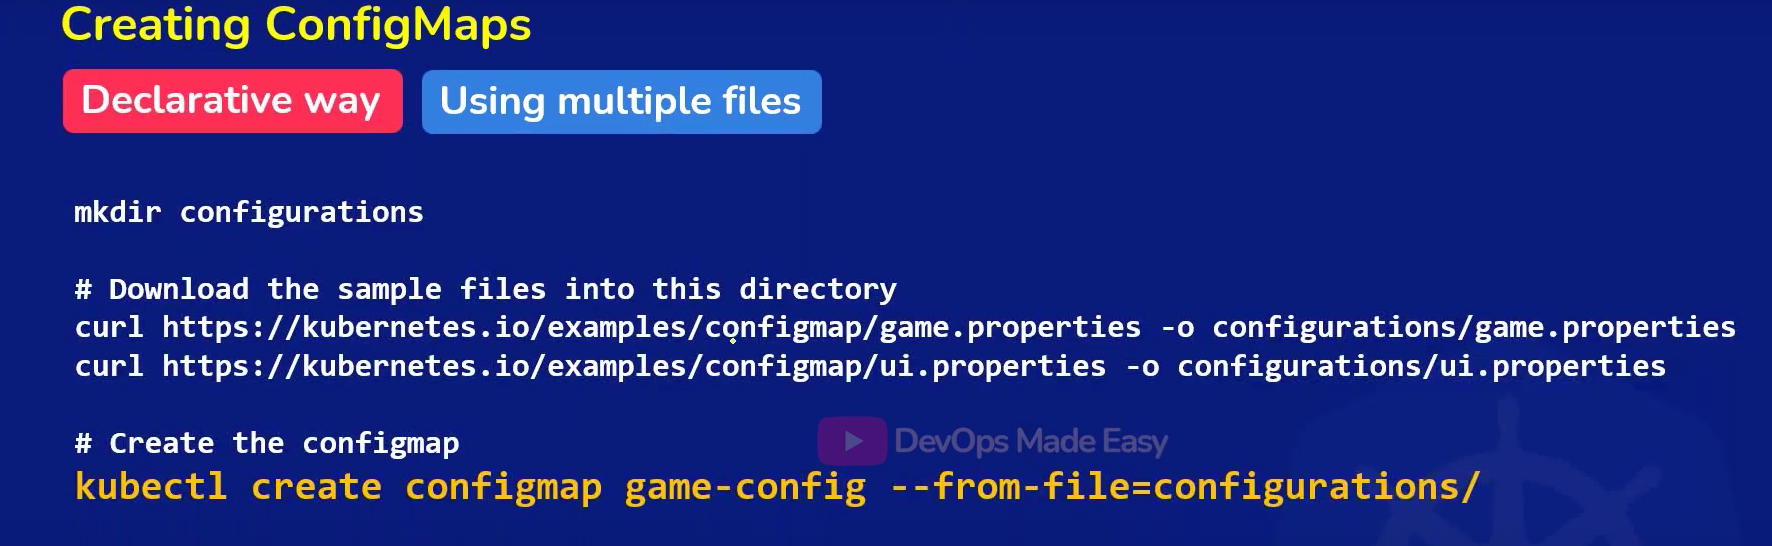 Creating ConfigMaps
Declarative way Using multiple files
mkdir configurations
# Download the sample files into this directory
curl https://kubernetes.io/examples/configmap/game.properties -o configurations/game.properties
curl https://kubernetes.io/examples/configmap/ui.properties -o configurations/ui.properties
DevOps Made Easy
# Create the configmap
kubectl create configmap game-config --from-file=configurations/